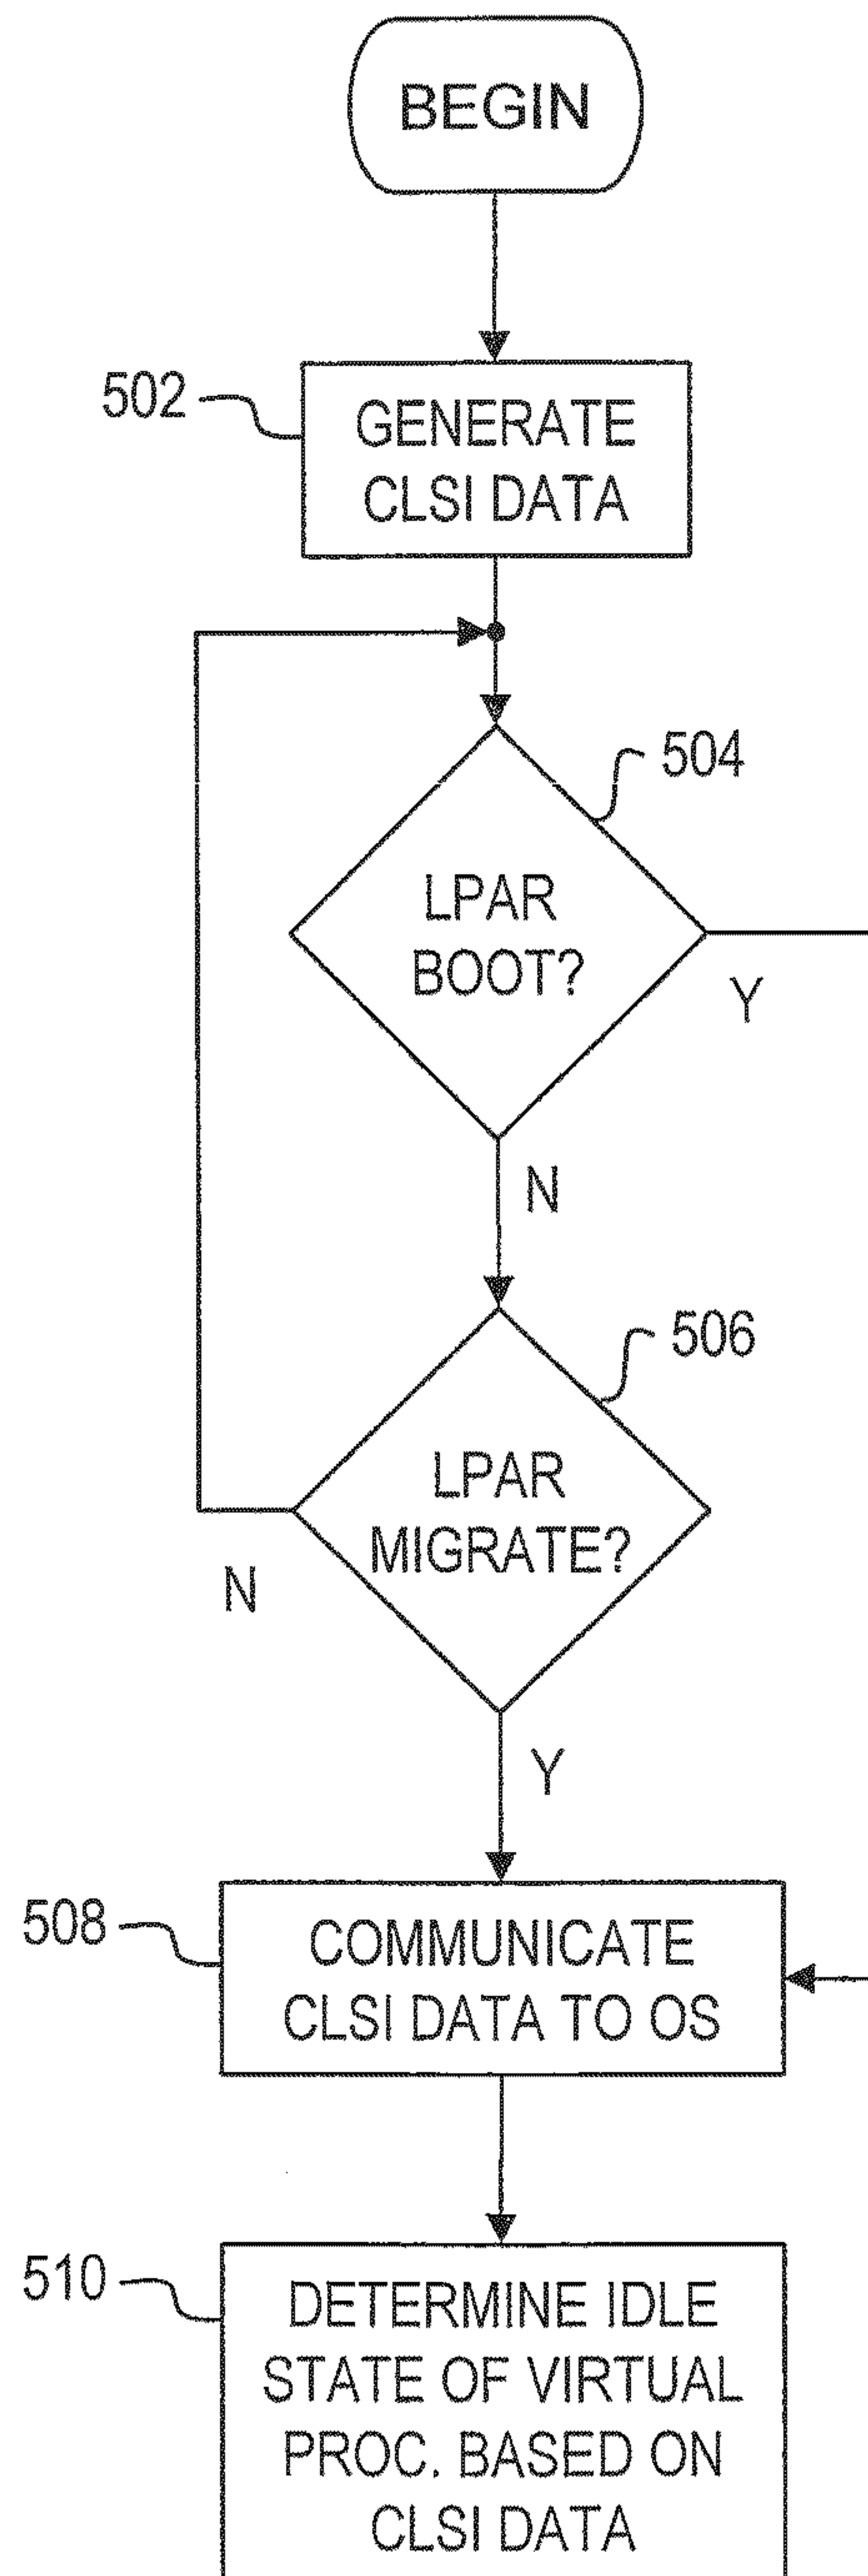 BEGIN
502
GENERATE
CLSI DATA
504
LPAR
BOOT?
Y
N
506
LPAR
MIGRATE?
N
Y
508
COMMUNICATE
CLSI DATA TO OS
510
DETERMINE IDLE
STATE OF VIRTUAL
PROC. BASED ON
CLSI DATA